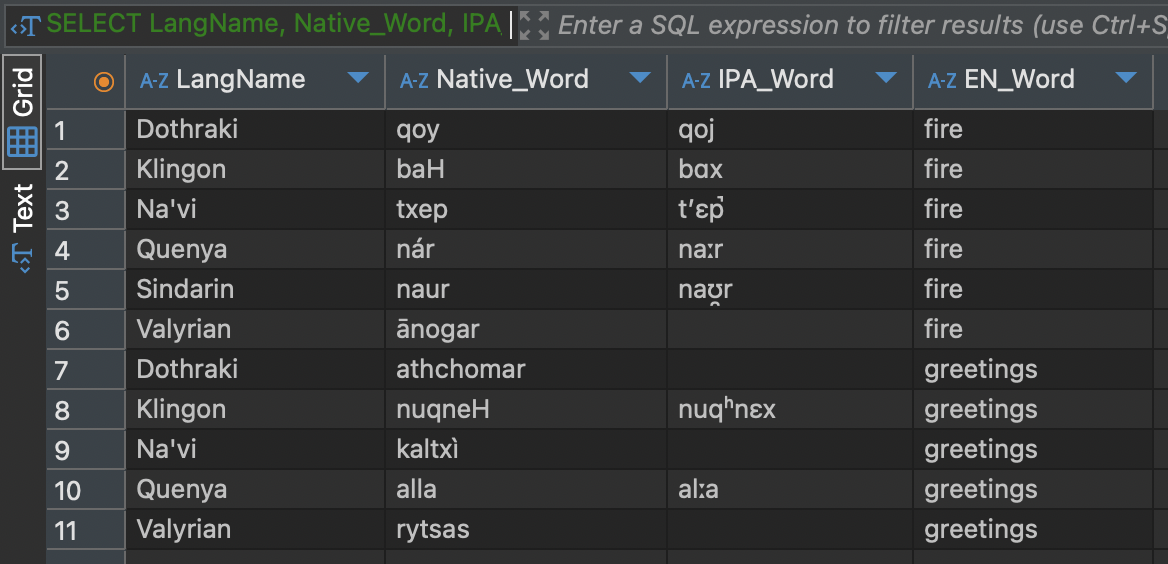 SELECT LangName, Native_Word, IPA Enter a SQL expression to filter results (use Ctrl+S
Grid
Text
A-Z LangName A-Z Native_Word A-Z IPA_Word A-Z EN_Word
1 Dothraki qoy qoj fire
2 Klingon baH bɑx fire
3 Na'vi txep tʼɛp̚ fire
4 Quenya nár naːr fire
5 Sindarin naur naʊ̯r fire
6 Valyrian ānogar fire
7 Dothraki athchomar greetings
8 Klingon nuqneH nuqʰnɛx greetings
9 Na'vi kaltxì greetings
10 Quenya alla alːa greetings
11 Valyrian rytsas greetings